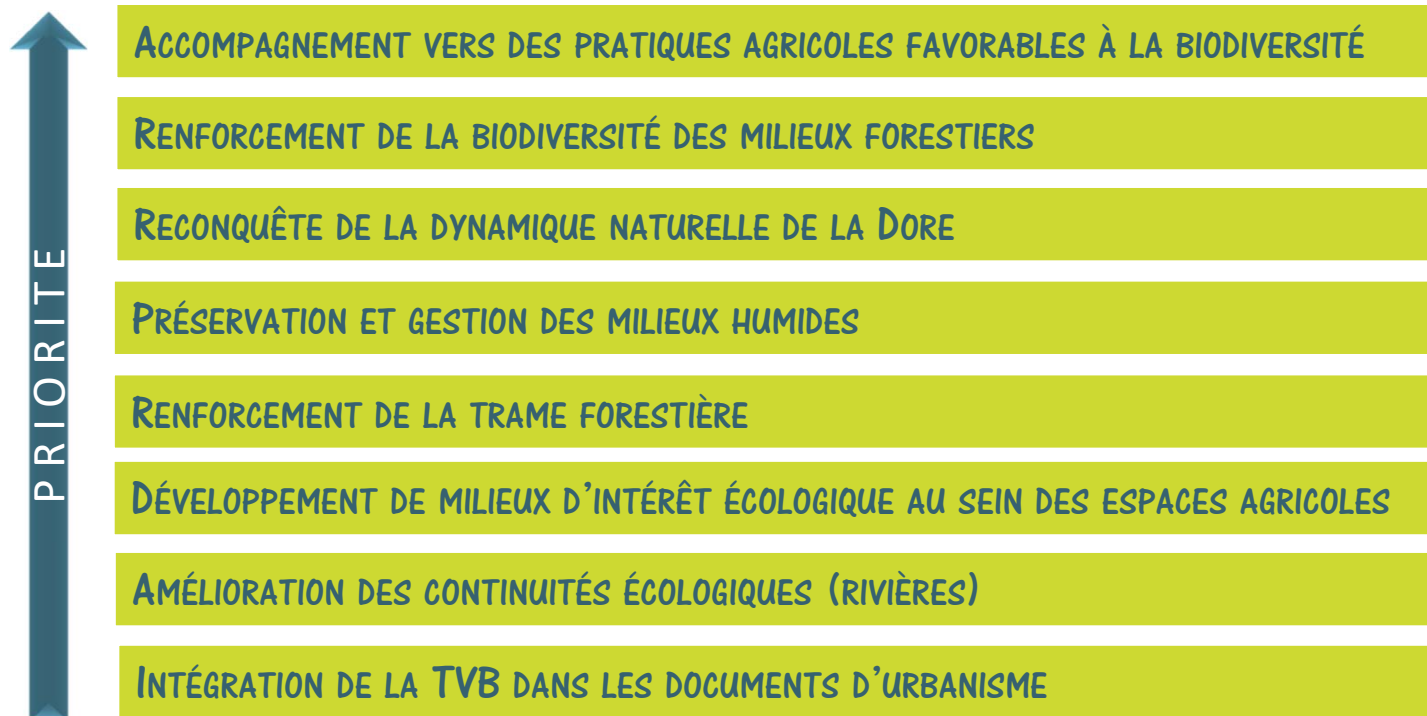 PRIORITE
Accompagnement vers des pratiques agricoles favorables à la biodiversité
Renforcement de la biodiversité des milieux forestiers
Reconquête de la dynamique naturelle de la Dore
Préservation et gestion des milieux humides
Renforcement de la trame forestière
Développement de milieux d'intérêt écologique au sein des espaces agricoles
Amélioration des continuités écologiques (rivières)
Intégration de la TVB dans les documents d'urbanisme